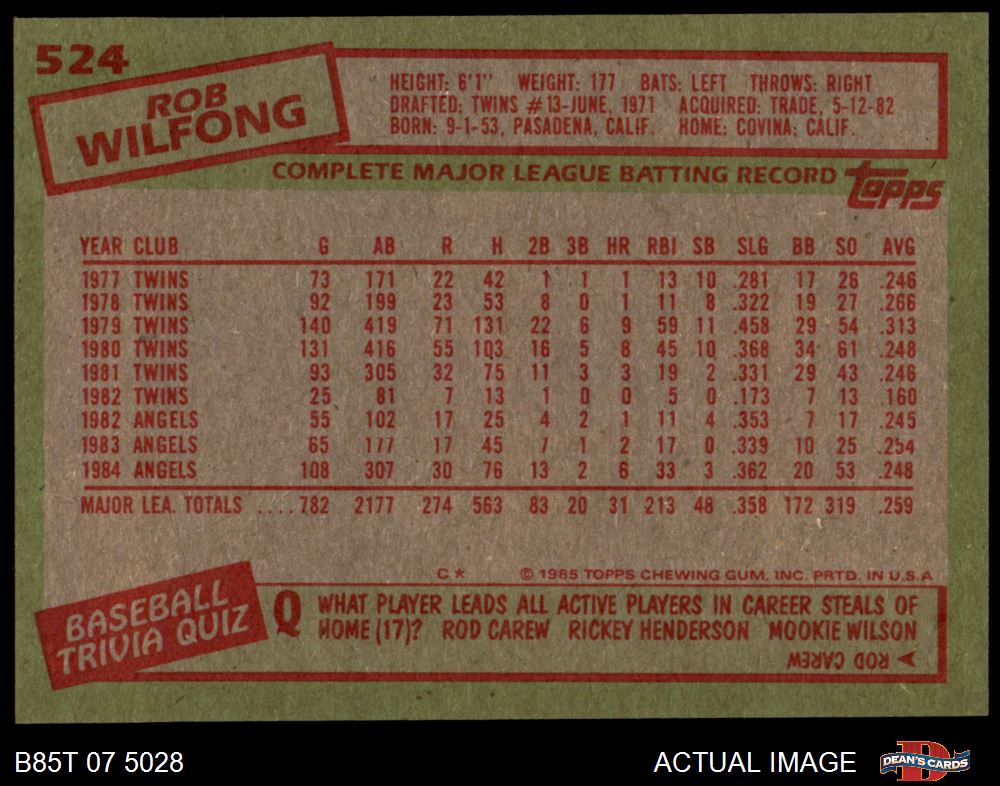 524
ROB
WILFONG
HEIGHT: 6'1" WEIGHT: 177 BATS: LEFT THROWS: RIGHT
DRAFTED: TWINS #13-JUNE, 1971 ACQUIRED: TRADE, 5-12-82
BORN: 9-1-53, PASADENA, CALIF. HOME: COVINA; CALIF.
COMPLETE MAJOR LEAGUE BATTING RECORD
topps
YEAR CLUB G AB R H 2B 3B HR RBI SB SLG BB SO AVG
1977 TWINS 73 171 22 42 1 1 1 13 10 .281 17 26 .246
1978 TWINS 92 199 23 53 8 0 1 11 8 .322 19 27 .266
1979 TWINS 140 419 71 131 22 6 9 59 11 .458 29 54 .313
1980 TWINS 131 416 55 103 16 5 8 45 10 .368 34 61 .248
1981 TWINS 93 305 32 75 11 3 3 19 2 .331 29 43 .246
1982 TWINS 25 81 7 13 1 0 0 5 0 .173 7 13 .160
1982 ANGELS 55 102 17 25 4 2 1 11 4 .353 7 17 .245
1983 ANGELS 65 177 17 45 7 1 2 17 0 .339 10 25 .254
1984 ANGELS 108 307 30 76 13 2 6 33 3 .362 20 53 .248
MAJOR LEA. TOTALS ....782 2177 274 563 83 20 31 213 48 .358 172 319 .259
C* © 1985 TOPPS CHEWING GUM, INC. PRTD. IN U.S.A
BASEBALL
TRIVIA QUIZ
Q WHAT PLAYER LEADS ALL ACTIVE PLAYERS IN CAREER STEALS OF
HOME (17)? ROD CAREW RICKEY HENDERSON MOOKIE WILSON
➤ ROD CAREW
B85T 07 5028
ACTUAL IMAGE
D
DEAN'S CARDS